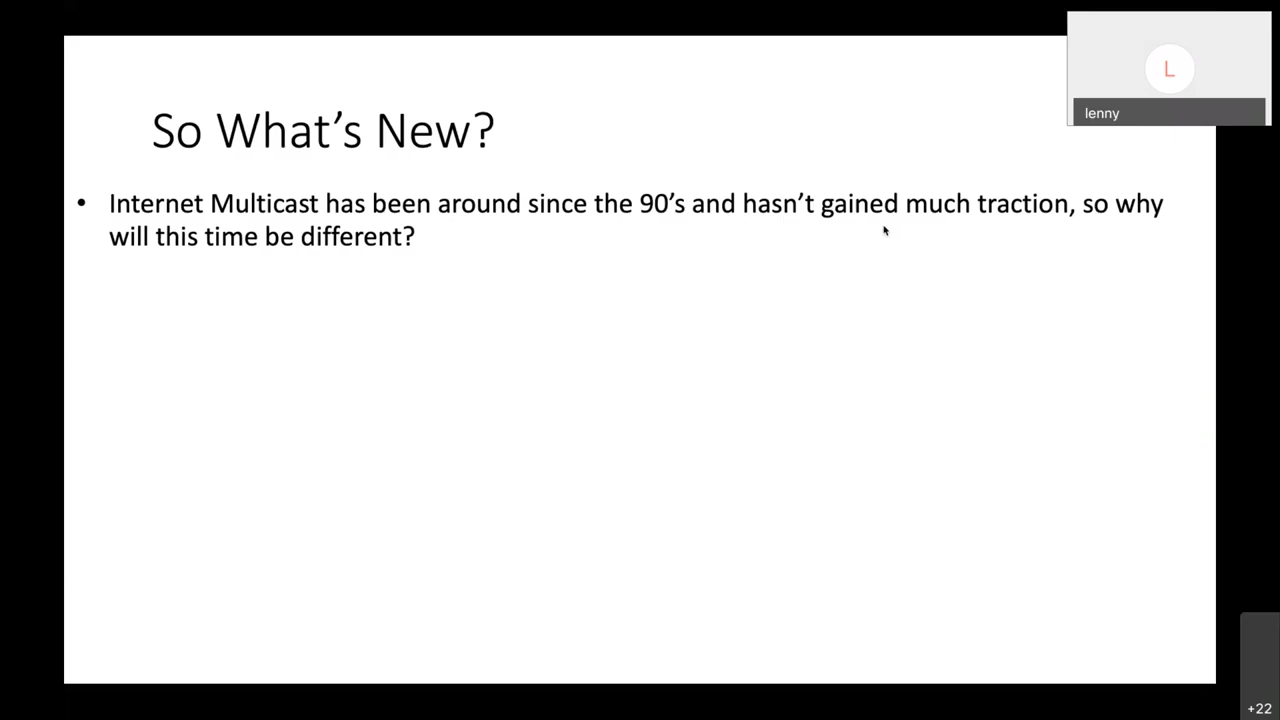 L
lenny
So What's New?
• Internet Multicast has been around since the 90's and hasn't gained much traction, so why
will this time be different?
+22